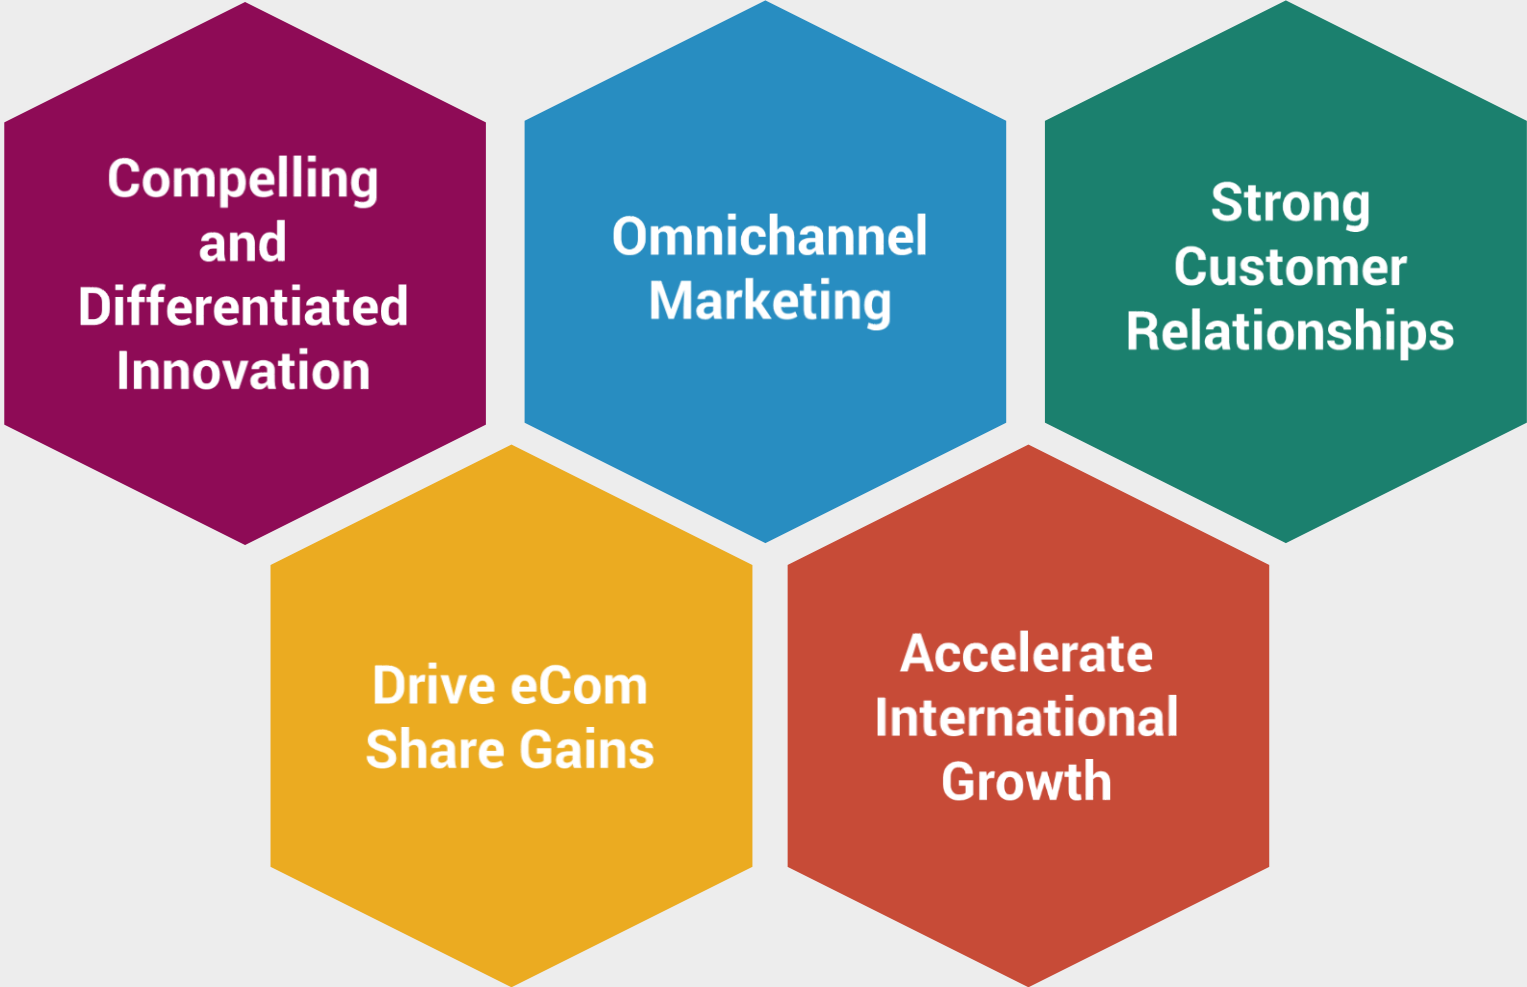 Compelling
and
Differentiated
Innovation
Omnichannel
Marketing
Strong
Customer
Relationships
Drive eCom
Share Gains
Accelerate
International
Growth